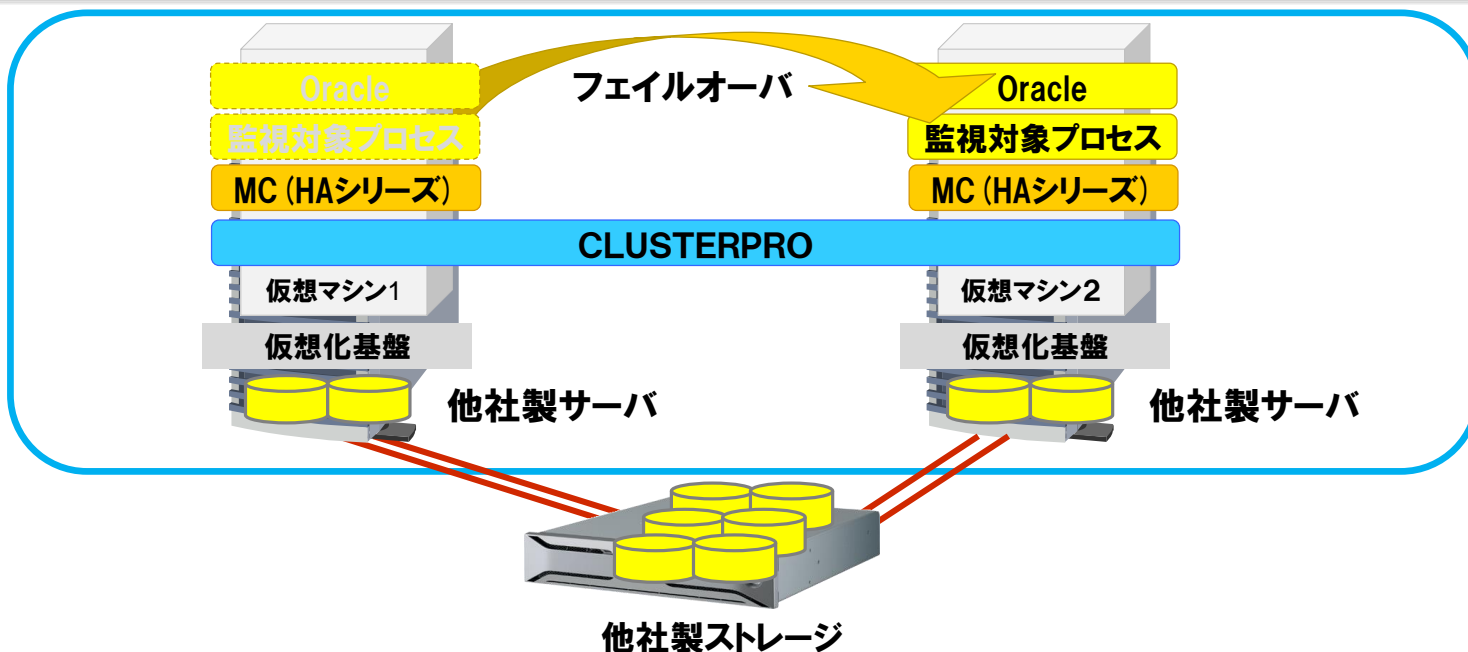 Oracle
フェイルオーバ
Oracle
監視対象プロセス
監視対象プロセス
MC(HAシリーズ)
MC(HAシリーズ)
CLUSTERPRO
仮想マシン1
仮想マシン2
仮想化基盤
仮想化基盤
他社製サーバ
他社製サーバ
他社製ストレージ